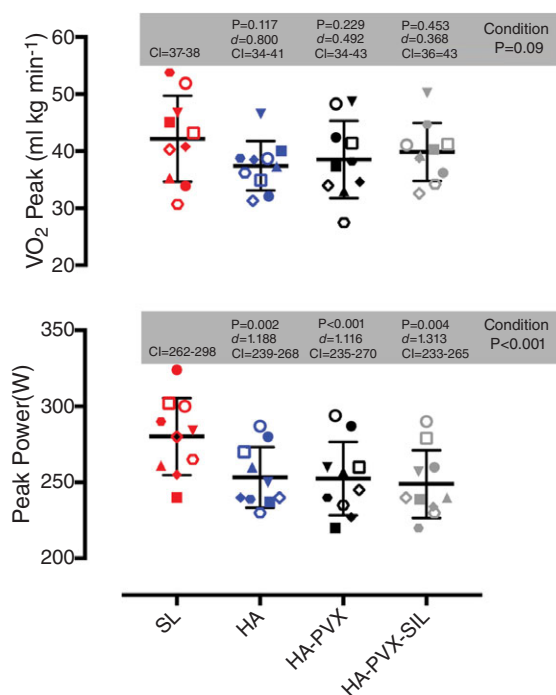 P=0.117 P=0.229 P=0.453 Condition
d=0.800 d=0.492 d=0.368 P=0.09
CI=37-38 CI=34-41 CI=34-43 CI=36=43
VO2 Peak (ml kg min-1)
60
50
40
30
20
P=0.002 P<0.001 P=0.004 Condition
d=1.188 d=1.116 d=1.313 P<0.001
CI=262-298 CI=239-268 CI=235-270 CI=233-265
Peak Power(W)
350
300
250
200
SL HA HA-PVX HA-PVX-SIL